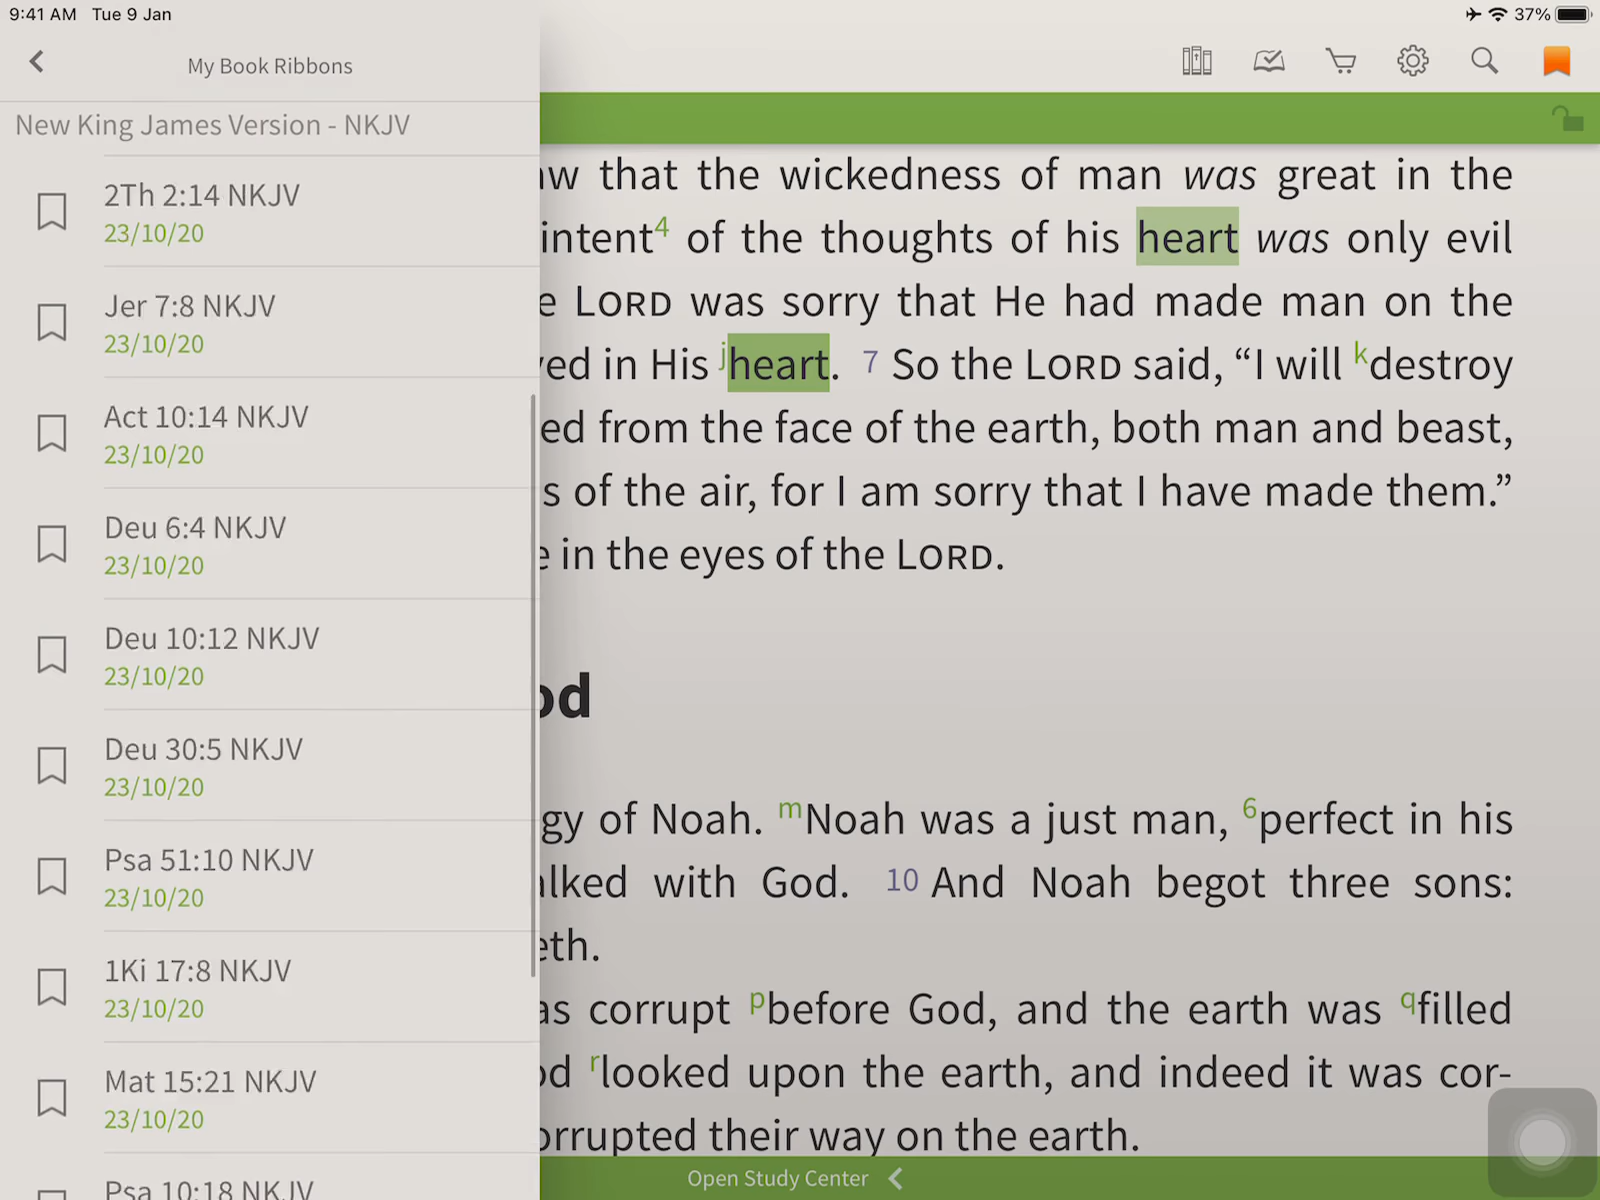 9:41 AM Tue 9 Jan
37%
My Book Ribbons
New King James Version - NKJV
2Th 2:14 NKJV
23/10/20
Jer 7:8 NKJV
23/10/20
Act 10:14 NKJV
23/10/20
Deu 6:4 NKJV
23/10/20
Deu 10:12 NKJV
23/10/20
Deu 30:5 NKJV
23/10/20
Psa 51:10 NKJV
23/10/20
1Ki 17:8 NKJV
23/10/20
Mat 15:21 NKJV
23/10/20
Psa 10:18 NKJV
that the wickedness of man was great in the
intent4 of the thoughts of his heart was only evil
LORD was sorry that He had made man on the
ed in His jheart. 7 So the LORD said, “I will kdestroy
ed from the face of the earth, both man and beast,
s of the air, for I am sorry that I have made them.”
e in the eyes of the LORD.
od
gy of Noah. mNoah was a just man, 6perfect in his
alked with God. 10 And Noah begot three sons:
eth.
as corrupt pbefore God, and the earth was qfilled
od rlooked upon the earth, and indeed it was cor-
orrupted their way on the earth.
Open Study Center